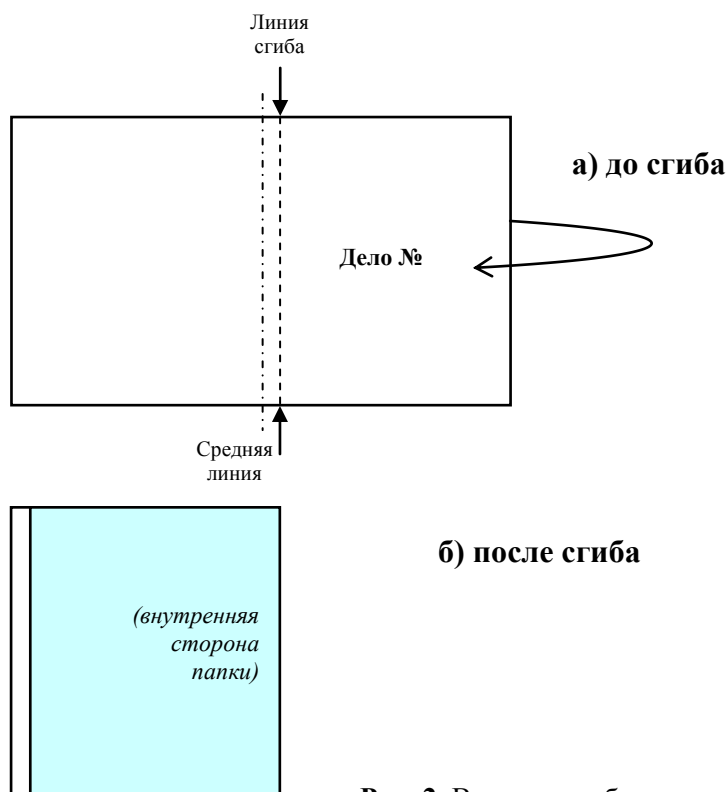 Линия
сгиба
а) до сгиба
Дело №
Средняя
линия
б) после сгиба
(внутренняя
сторона
папки)